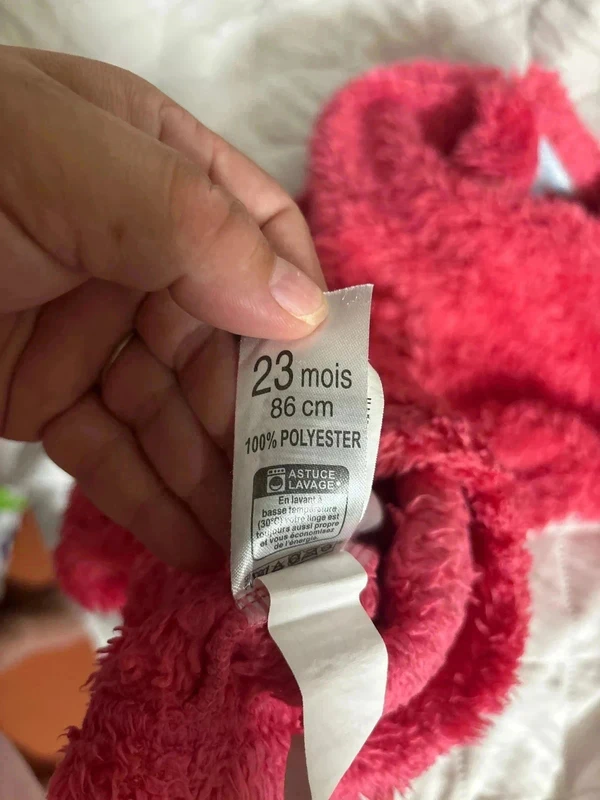 23 mois
86 cm
100% POLYESTER
ASTUCE
LAVAGE*
En lavant à
basse température
(30°C) votre linge est
toujours aussi propre
et vous économisez
de l'énergie.